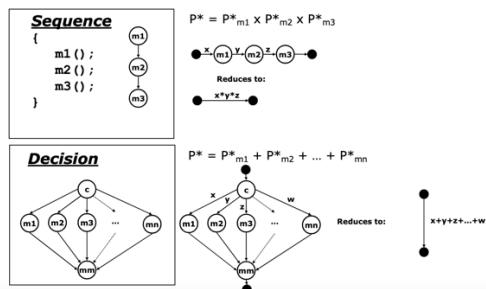 Sequence
{
m1();
m2();
m3();
}
m1
m2
m3
P* = P*m1 x P*m2 x P*m3
x m1 y m2 z m3
Reduces to:
x*y*z
Decision
c
m1 m2 m3 ... mn
mm
P* = P*m1 + P*m2 + ... + P*mn
c
x y z w
m1 m2 m3 ... mn
mm
Reduces to:
x+y+z+...+w